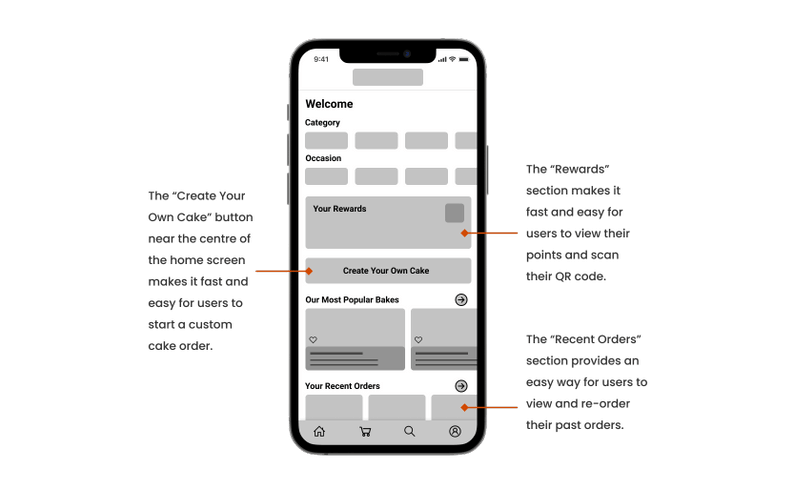 9:41
Welcome
Category
Occasion
Your Rewards
Create Your Own Cake
Our Most Popular Bakes
Your Recent Orders
The “Create Your
Own Cake” button
near the centre of
the home screen
makes it fast and
easy for users to
start a custom
cake order.
The “Rewards”
section makes it
fast and easy for
users to view their
points and scan
their QR code.
The “Recent Orders”
section provides an
easy way for users to
view and re-order
their past orders.